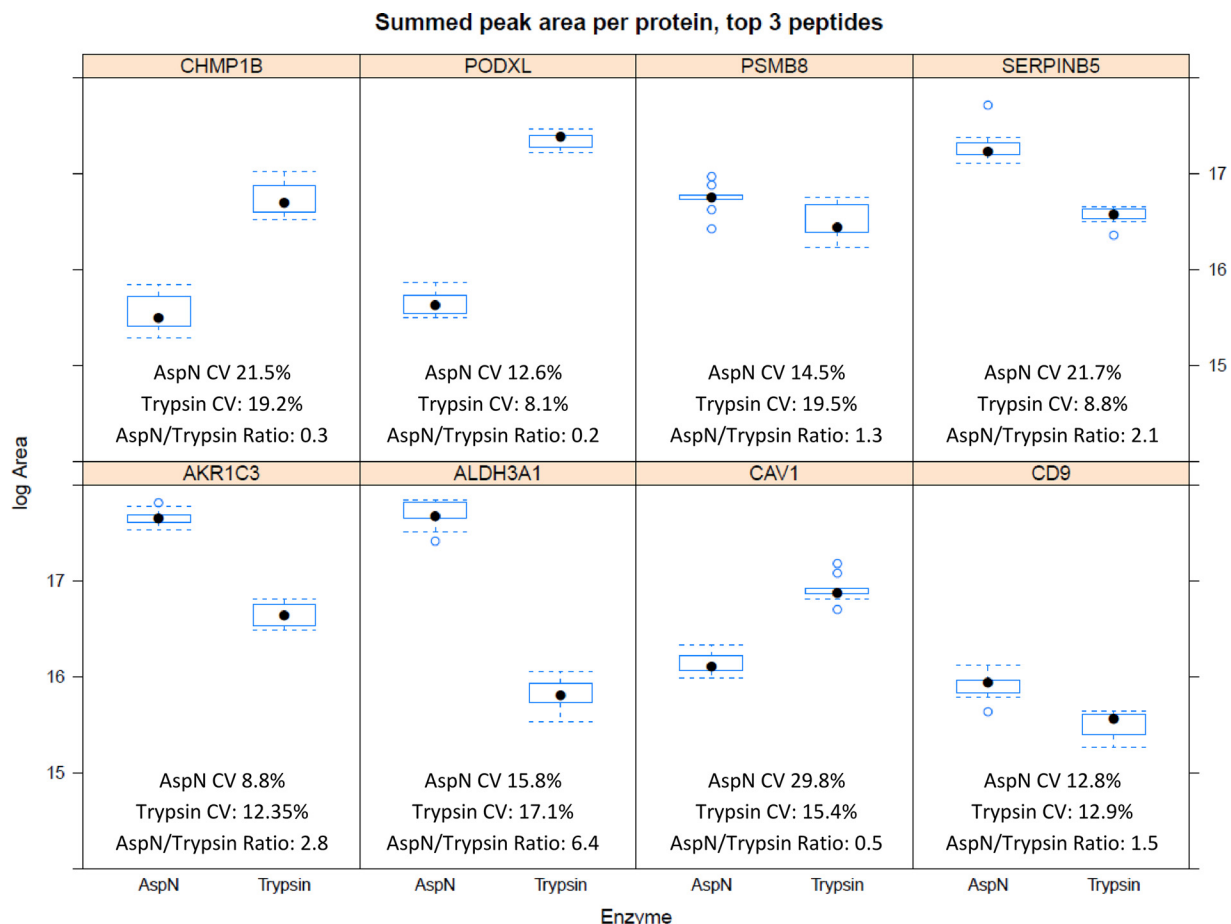 Summed peak area per protein, top 3 peptides
CHMP1B
PODXL
PSMB8
SERPINB5
17
16
15
AspN CV 21.5%
Trypsin CV: 19.2%
AspN/Trypsin Ratio: 0.3
AspN CV 12.6%
Trypsin CV: 8.1%
AspN/Trypsin Ratio: 0.2
AspN CV 14.5%
Trypsin CV: 19.5%
AspN/Trypsin Ratio: 1.3
AspN CV 21.7%
Trypsin CV: 8.8%
AspN/Trypsin Ratio: 2.1
log Area
AKR1C3
ALDH3A1
CAV1
CD9
17
16
15
AspN CV 8.8%
Trypsin CV: 12.35%
AspN/Trypsin Ratio: 2.8
AspN CV 15.8%
Trypsin CV: 17.1%
AspN/Trypsin Ratio: 6.4
AspN CV 29.8%
Trypsin CV: 15.4%
AspN/Trypsin Ratio: 0.5
AspN CV 12.8%
Trypsin CV: 12.9%
AspN/Trypsin Ratio: 1.5
AspN
Trypsin
AspN
Trypsin
AspN
Trypsin
AspN
Trypsin
Enzyme